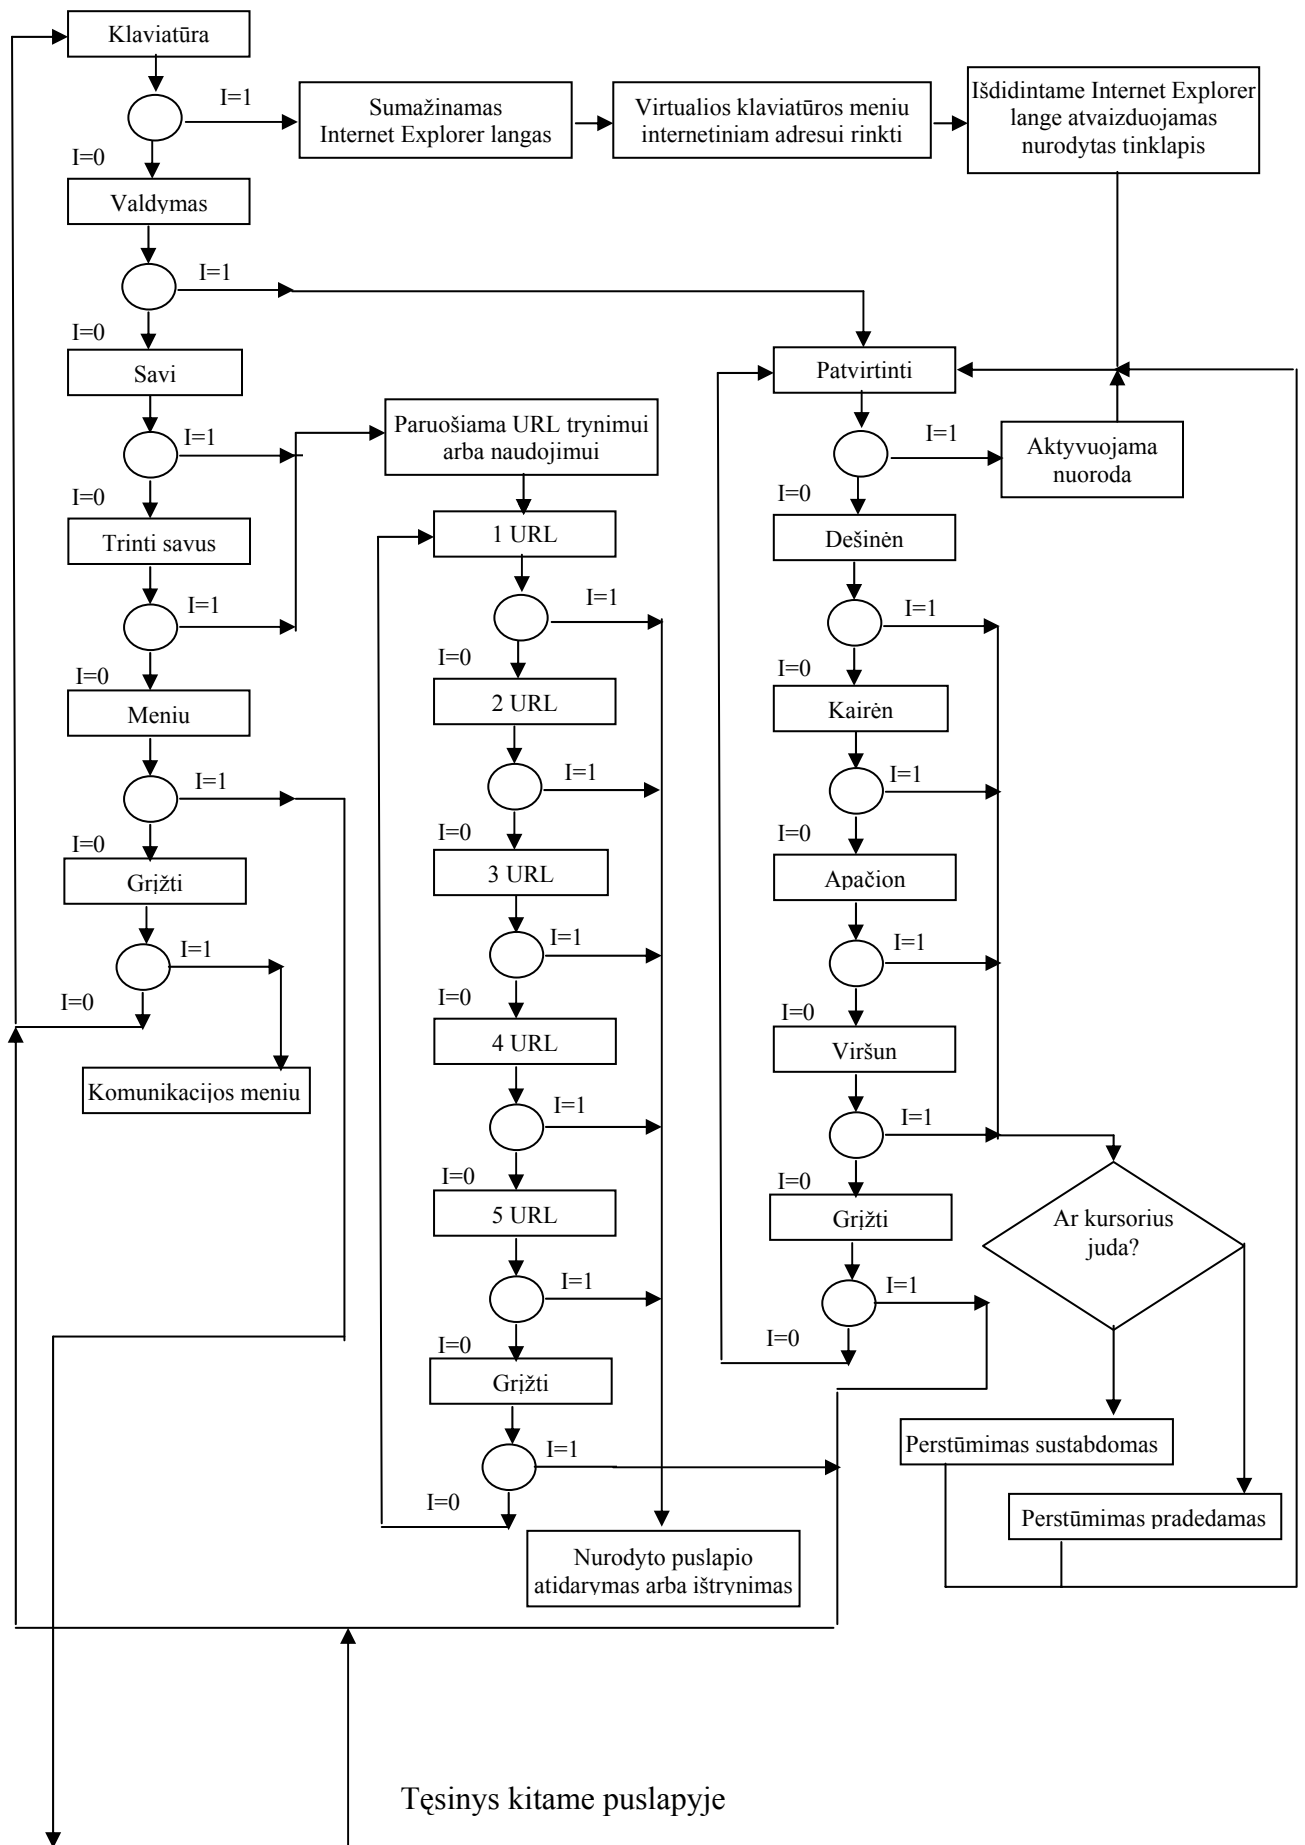 Klaviatūra
I=1
Sumažinamas
Internet Explorer langas
Virtualios klaviatūros meniu
internetiniam adresui rinkti
Išdidintame Internet Explorer
lange atvaizduojamas
nurodytas tinklapis
I=0
Valdymas
I=1
I=0
Savi
I=1
I=0
Trinti savus
I=1
I=0
Meniu
I=1
I=0
Grįžti
I=1
I=0
Komunikacijos meniu
Paruošiama URL trynimui
arba naudojimui
1 URL
I=1
I=0
2 URL
I=1
I=0
3 URL
I=1
I=0
4 URL
I=1
I=0
5 URL
I=1
I=0
Grįžti
I=1
I=0
Nurodyto puslapio
atidarymas arba ištrynimas
Patvirtinti
I=1
Aktyvuojama
nuoroda
I=0
Dešinėn
I=1
I=0
Kairėn
I=1
I=0
Apačion
I=1
I=0
Viršun
I=1
I=0
Grįžti
I=1
I=0
Ar kursorius
juda?
Perstūmimas sustabdomas
Perstūmimas pradedamas
Tęsinys kitame puslapyje